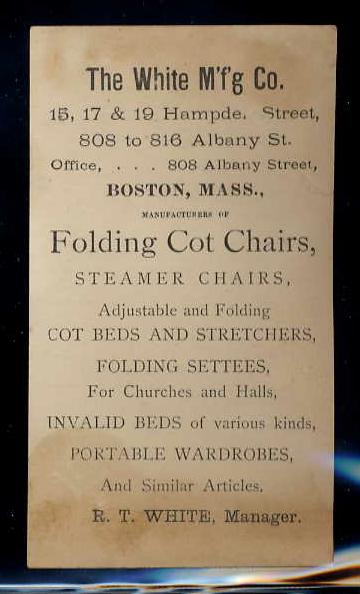 The White M'f'g Co.
15, 17 & 19 Hampde. Street,
808 to 816 Albany St.
Office, . . . 808 Albany Street,
BOSTON, MASS.,
MANUFACTURERS OF
Folding Cot Chairs,
STEAMER CHAIRS,
Adjustable and Folding
COT BEDS AND STRETCHERS,
FOLDING SETTEES,
For Churches and Halls,
INVALID BEDS of various kinds,
PORTABLE WARDROBES,
And Similar Articles.
R. T. WHITE, Manager.